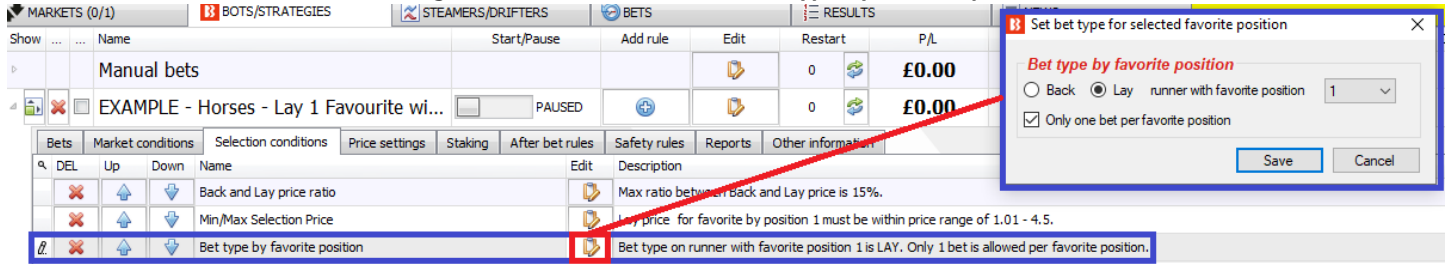 MARKETS (0/1) BOTS/STRATEGIES STEAMERS/DRIFTERS BETS RESULTS
Show ... ... Name Start/Pause Add rule Edit Restart P/L
Manual bets 0 £0.00
EXAMPLE - Horses - Lay 1 Favourite wi... PAUSED 0 £0.00
Bets Market conditions Selection conditions Price settings Staking After bet rules Safety rules Reports Other information
DEL Up Down Name Edit Description
Back and Lay price ratio Max ratio between Back and Lay price is 15%.
Min/Max Selection Price Lay price for favorite by position 1 must be within price range of 1.01 - 4.5.
Bet type by favorite position Bet type on runner with favorite position 1 is LAY. Only 1 bet is allowed per favorite position.
Set bet type for selected favorite position
Bet type by favorite position
Back Lay runner with favorite position 1
Only one bet per favorite position
Save Cancel